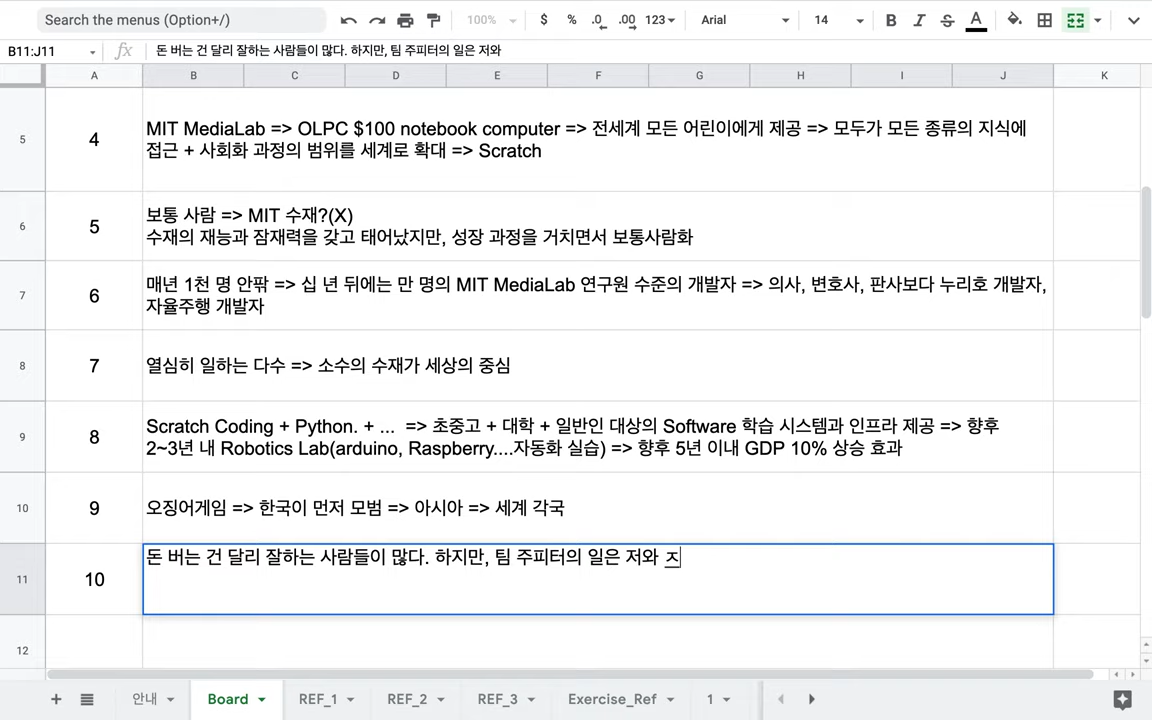 Search the menus (Option+/)
100%
$ % .0 .00 123
Arial
14
B I S A
B11:J11
fx
돈 버는 건 달리 잘하는 사람들이 많다. 하지만, 팀 주피터의 일은 저와
A B C D E F G H I J K
5
4
MIT MediaLab => OLPC $100 notebook computer => 전세계 모든 어린이에게 제공 => 모두가 모든 종류의 지식에
접근 + 사회화 과정의 범위를 세계로 확대 => Scratch
6
5
보통 사람 => MIT 수재?(X)
수재의 재능과 잠재력을 갖고 태어났지만, 성장 과정을 거치면서 보통사람화
7
6
매년 1천 명 안팎 => 십 년 뒤에는 만 명의 MIT MediaLab 연구원 수준의 개발자 => 의사, 변호사, 판사보다 누리호 개발자,
자율주행 개발자
8
7
열심히 일하는 다수 => 소수의 수재가 세상의 중심
9
8
Scratch Coding + Python. + ... => 초중고 + 대학 + 일반인 대상의 Software 학습 시스템과 인프라 제공 => 향후
2~3년 내 Robotics Lab(arduino, Raspberry....자동화 실습) => 향후 5년 이내 GDP 10% 상승 효과
10
9
오징어게임 => 한국이 먼저 모범 => 아시아 => 세계 각국
11
10
돈 버는 건 달리 잘하는 사람들이 많다. 하지만, 팀 주피터의 일은 저와 ㅈ
12
안내 Board REF_1 REF_2 REF_3 Exercise_Ref 1